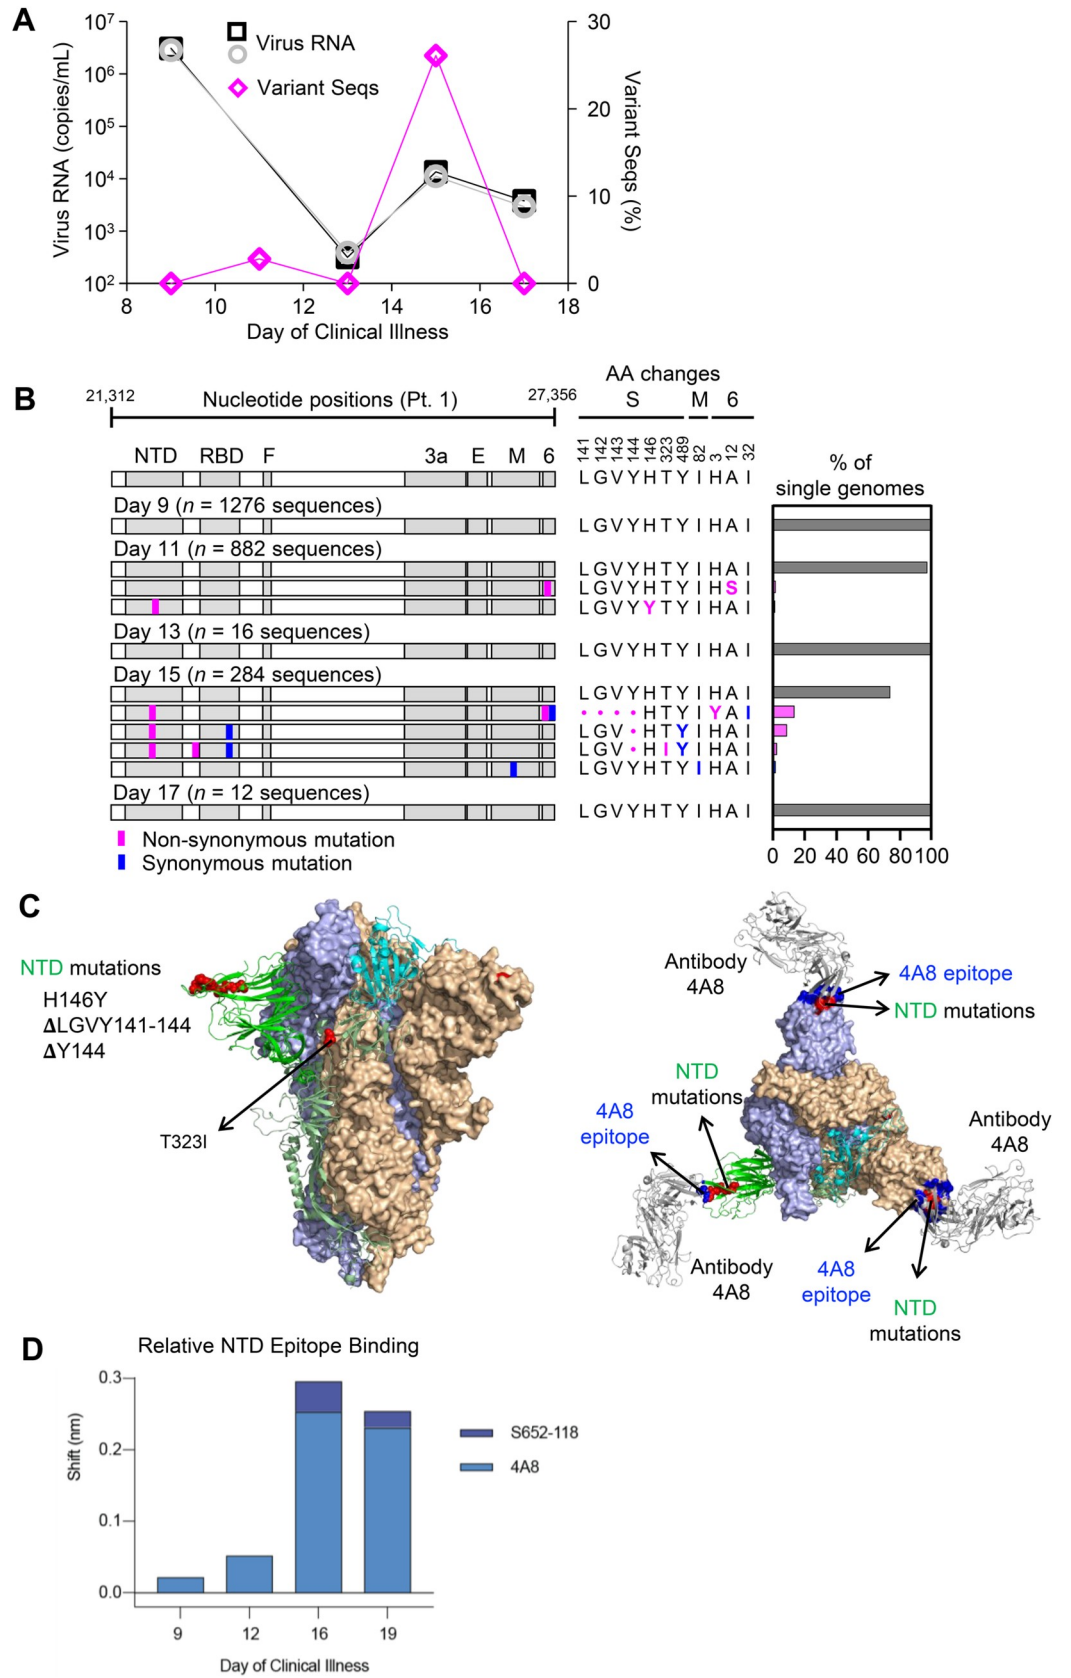 A
Virus RNA (copies/mL)
10⁷
10⁶
10⁵
10⁴
10³
10²
Virus RNA
Variant Seqs
30
20
10
0
Variant Seqs (%)
8 10 12 14 16 18
Day of Clinical Illness
B
21,312 Nucleotide positions (Pt. 1) 27,356
AA changes
S M 6
141 142 143 144 146 323 489 82 3 12 32
NTD RBD F 3a E M 6
L G V Y H T Y I H A I
% of
single genomes
Day 9 (n = 1276 sequences)
L G V Y H T Y I H A I
Day 11 (n = 882 sequences)
L G V Y H T Y I H A I
L G V Y H T Y I H S I
L G V Y Y T Y I H A I
Day 13 (n = 16 sequences)
L G V Y H T Y I H A I
Day 15 (n = 284 sequences)
L G V Y H T Y I H A I
· · · · H T Y I Y A I
L G V · H T Y I H A I
L G V · H I Y I H A I
L G V Y H T Y I H A I
Day 17 (n = 12 sequences)
L G V Y H T Y I H A I
Non-synonymous mutation
Synonymous mutation
0 20 40 60 80 100
C
NTD mutations
H146Y
ΔLGVY141-144
ΔY144
T323I
Antibody
4A8
4A8 epitope
NTD mutations
NTD
mutations
4A8
epitope
Antibody
4A8
Antibody
4A8
4A8
epitope
NTD
mutations
D
Relative NTD Epitope Binding
Shift (nm)
0.3
0.2
0.1
0.0
S652-118
4A8
9 12 16 19
Day of Clinical Illness